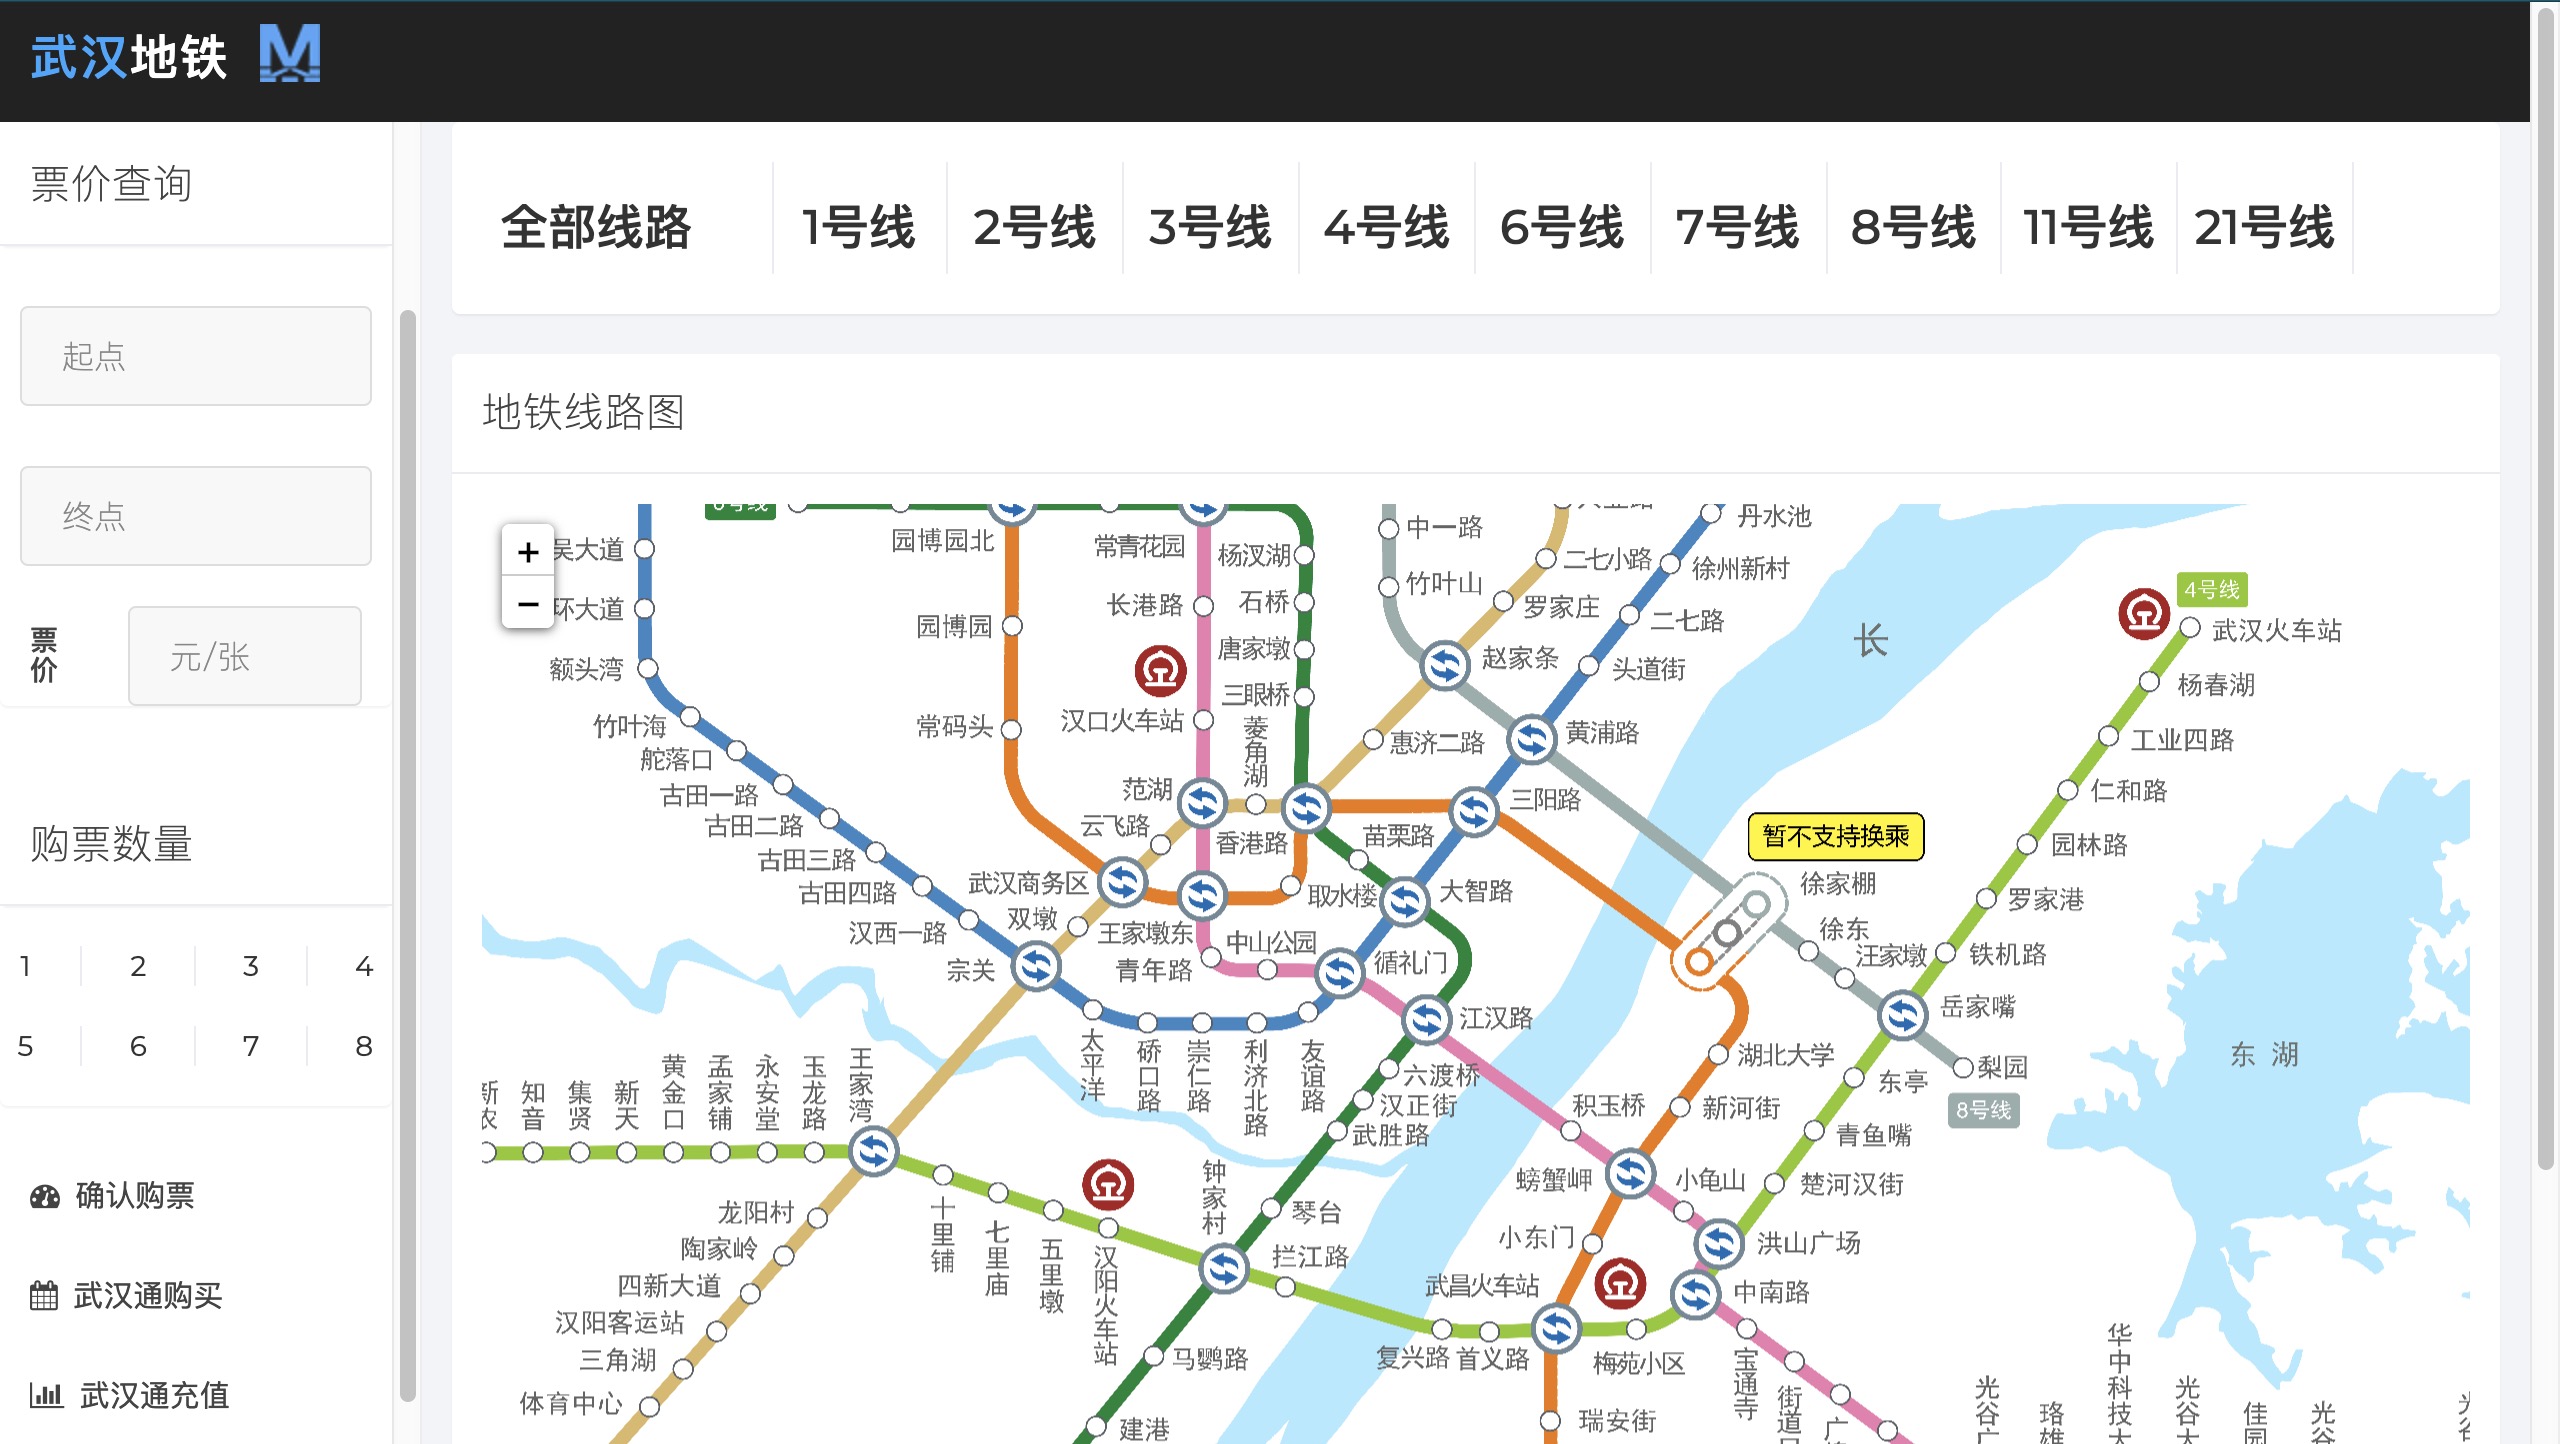 武汉地铁
票价查询
起点
终点
票价
元/张
购票数量
1 2 3 4
5 6 7 8
确认购票
武汉通购买
武汉通充值
全部线路 1号线 2号线 3号线 4号线 6号线 7号线 8号线 11号线 21号线
地铁线路图
+
−
吴大道
环大道
额头湾
竹叶海
舵落口
古田一路
古田二路
古田三路
古田四路
汉西一路
宗关
双墩
武汉商务区
云飞路
范湖
菱角湖
香港路
园博园北
园博园
常码头
常青花园
长港路
汉口火车站
杨汊湖
石桥
唐家墩
三眼桥
王家墩东
青年路
中山公园
取水楼
苗栗路
大智路
循礼门
江汉路
三阳路
黄浦路
惠济二路
赵家条
中一路
竹叶山
二七小路
罗家庄
丹水池
徐州新村
二七路
头道街
长
4号线
武汉火车站
杨春湖
工业四路
仁和路
园林路
罗家港
铁机路
岳家嘴
暂不支持换乘
徐家棚
徐东
汪家墩
梨园
8号线
东亭
青鱼嘴
楚河汉街
洪山广场
中南路
东 湖
湖北大学
新河街
积玉桥
螃蟹岬
小龟山
小东门
武昌火车站
梅苑小区
首义路
复兴路
瑞安街
宝通寺
太平洋
硚口路
崇仁路
利济北路
友谊路
六渡桥
汉正街
武胜路
琴台
钟家村
拦江路
马鹦路
建港
知音
集贤
新天
黄金口
孟家铺
永安堂
玉龙路
王家湾
十里铺
七里庙
五里墩
汉阳火车站
龙阳村
陶家岭
四新大道
汉阳客运站
三角湖
体育中心
街道
华中科技大
光谷
珞雄
光谷大
佳园
光谷